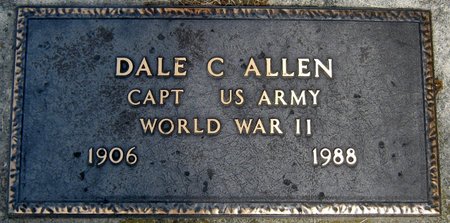 DALE C ALLEN
CAPT US ARMY
WORLD WAR II
1906 1988